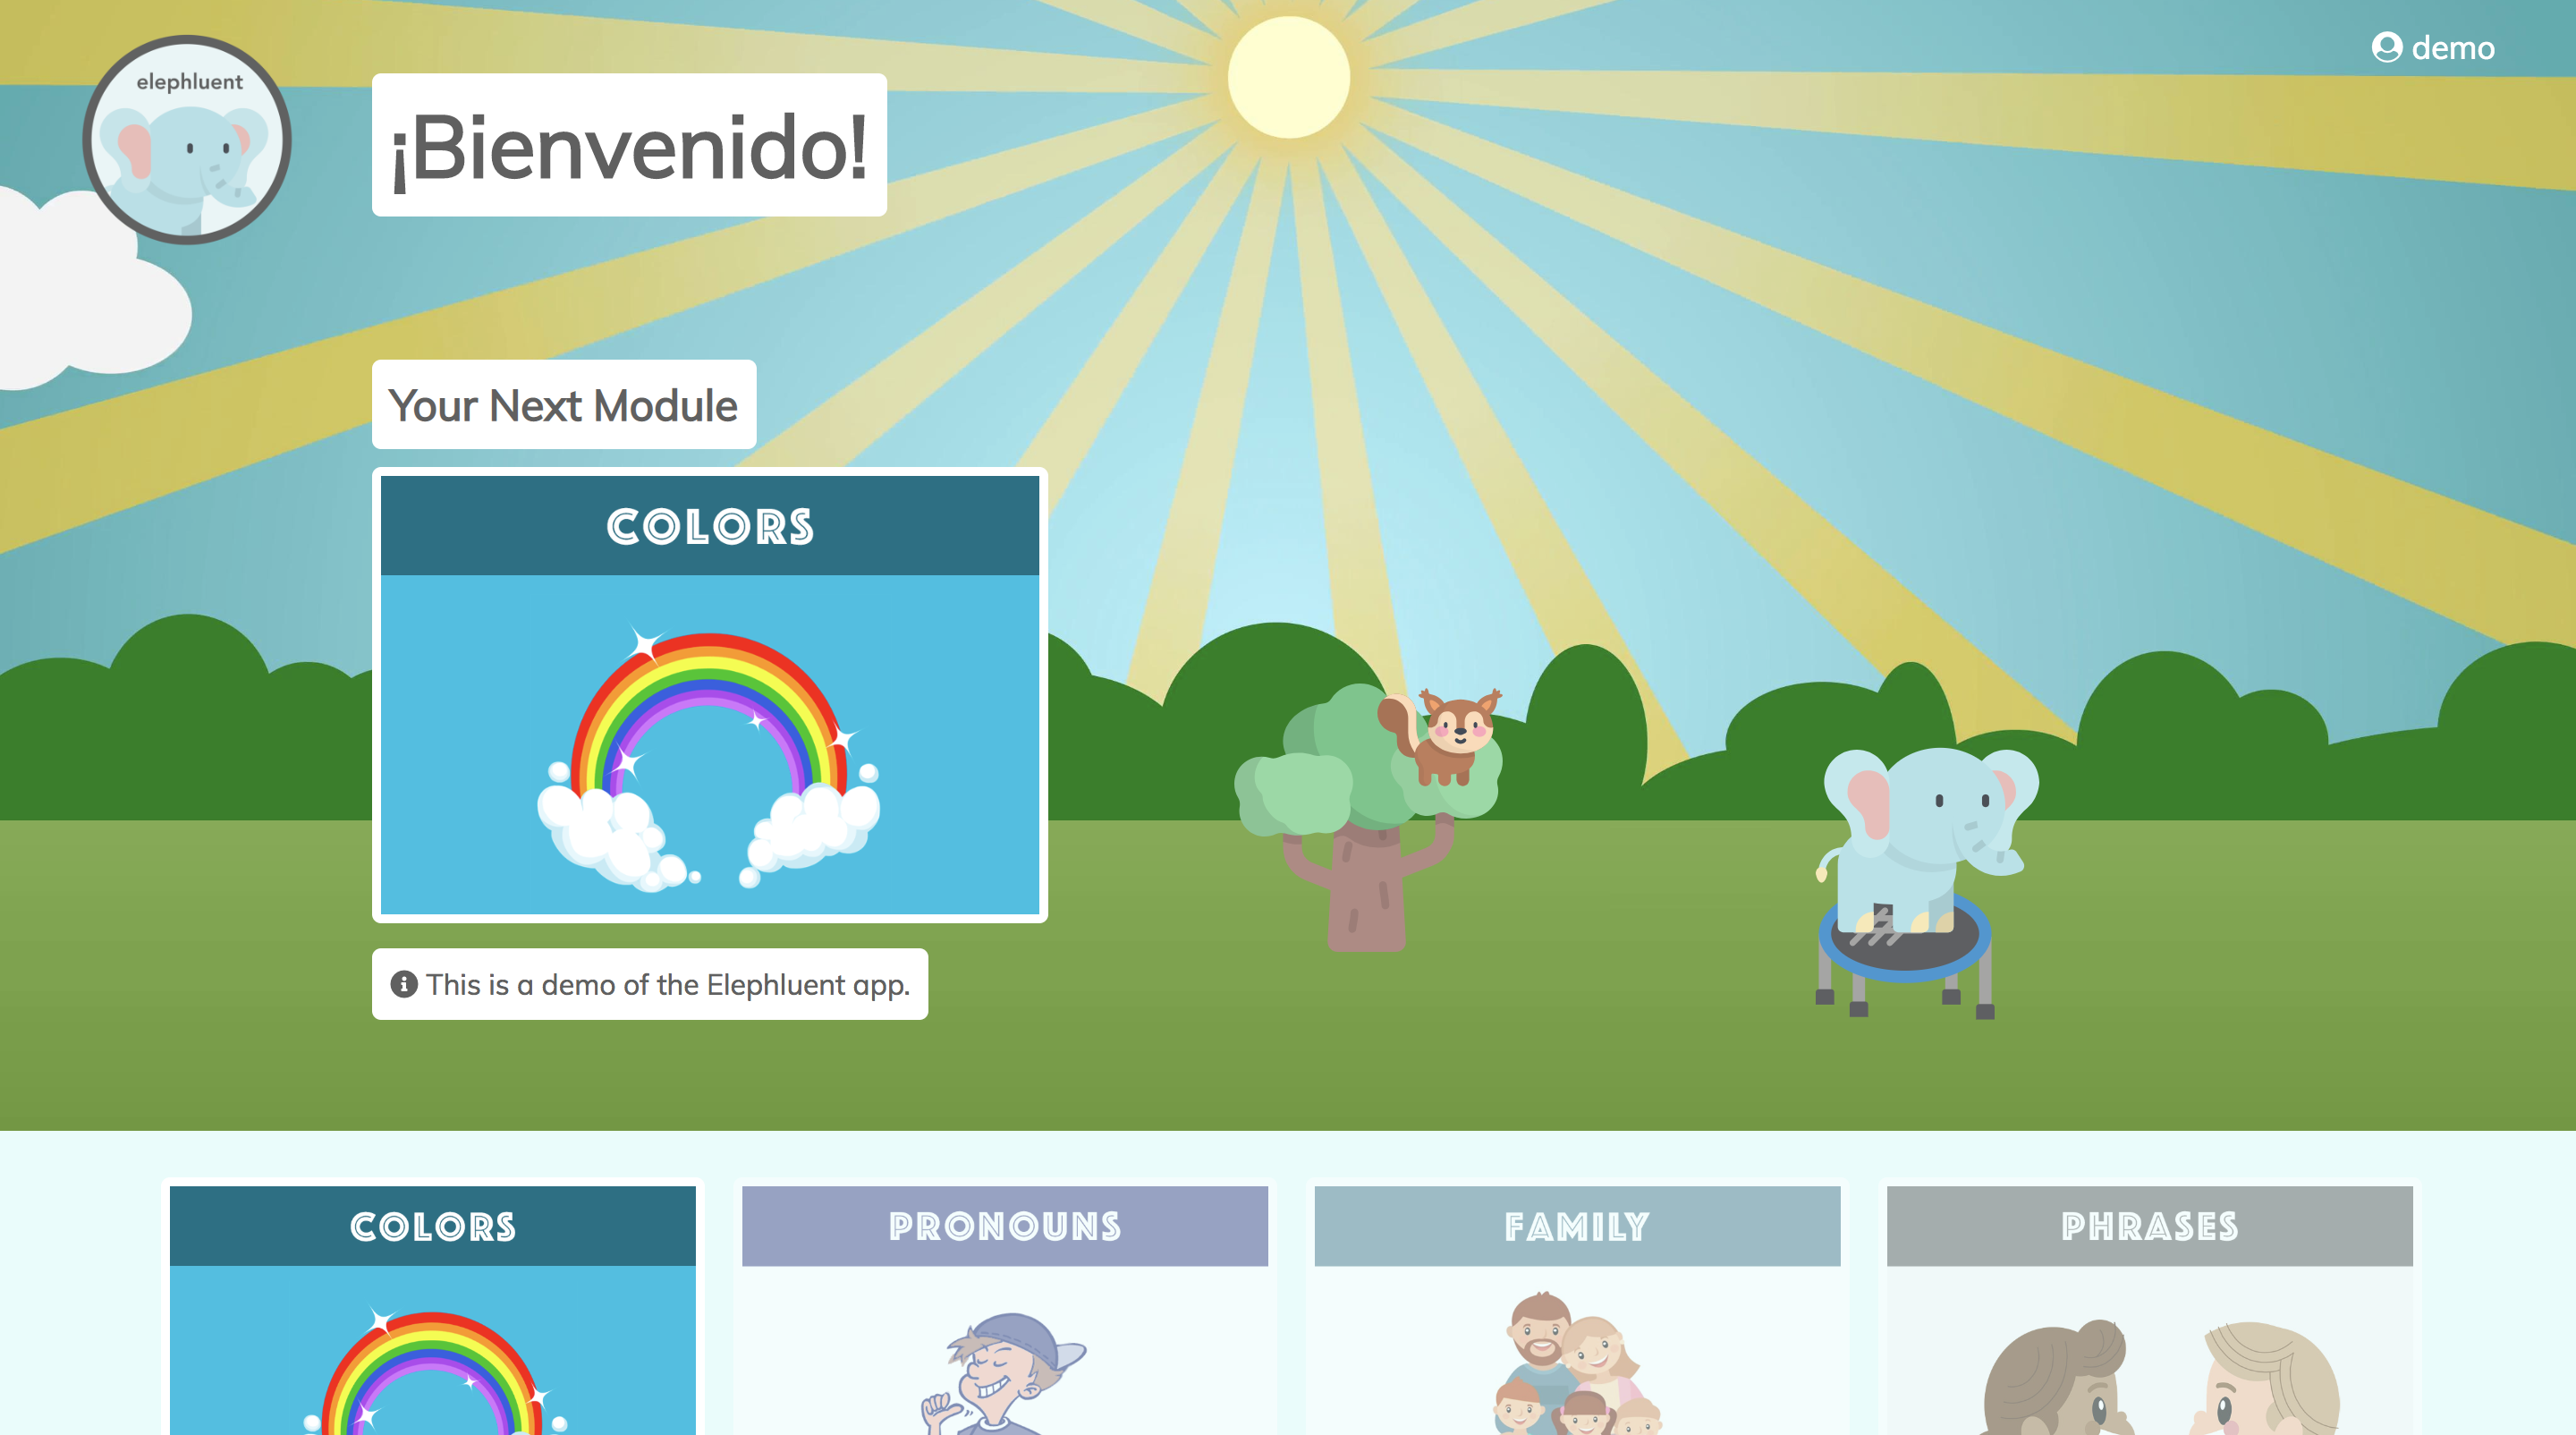 elephluent
demo
¡Bienvenido!
Your Next Module
COLORS
This is a demo of the Elephluent app.
COLORS
PRONOUNS
FAMILY
PHRASES